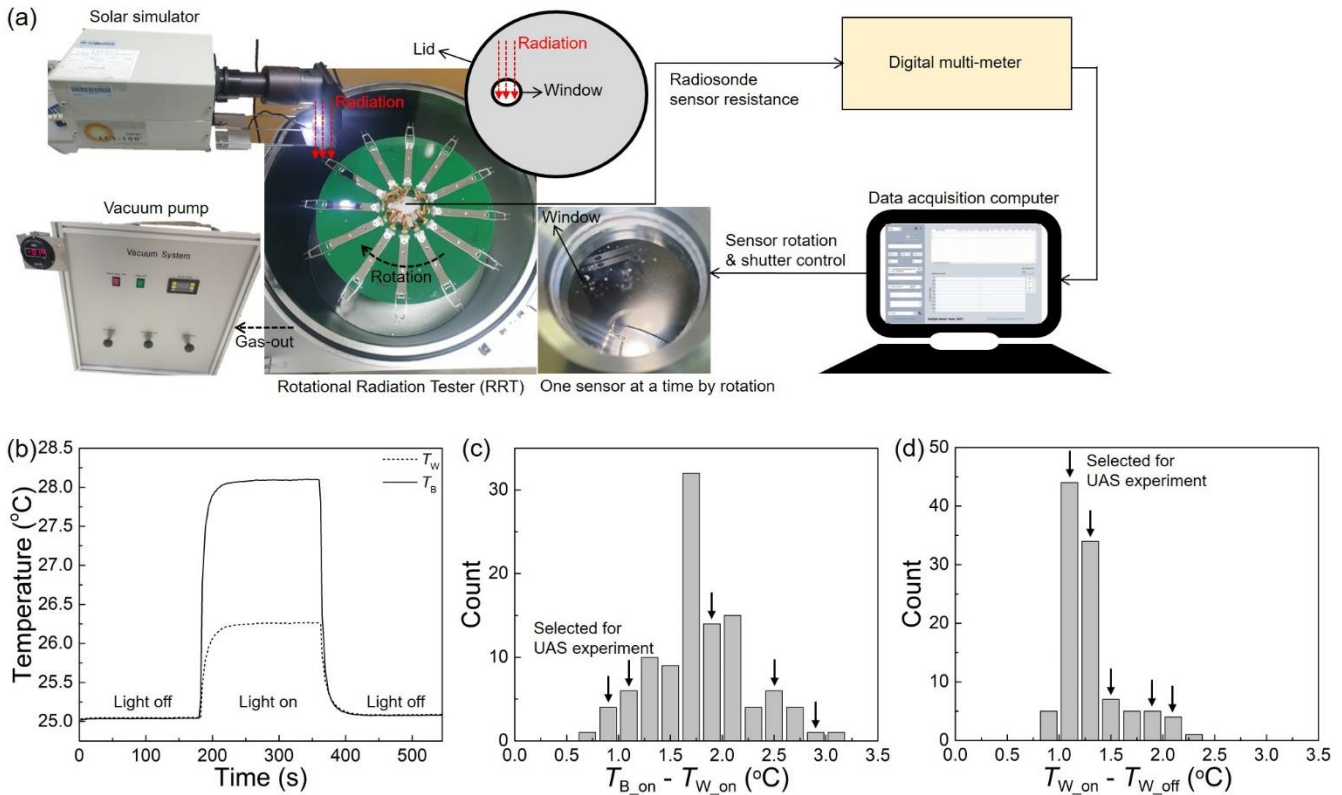 (a)
Solar simulator
Radiation
Lid
Radiation
Window
Radiosonde
sensor resistance
Digital multi-meter
Vacuum pump
Vacuum System
Rotation
Gas-out
Window
Sensor rotation
& shutter control
Data acquisition computer
Rotational Radiation Tester (RRT)
One sensor at a time by rotation
(b)
28.5
28.0
27.5
27.0
26.5
26.0
25.5
25.0
Temperature (°C)
T_W
T_B
Light off
Light on
Light off
0 100 200 300 400 500
Time (s)
(c)
30
20
10
0
Count
Selected for
UAS experiment
0.0 0.5 1.0 1.5 2.0 2.5 3.0 3.5
T_B_on - T_W_on (°C)
(d)
50
40
30
20
10
0
Count
Selected for
UAS experiment
0.0 0.5 1.0 1.5 2.0 2.5 3.0 3.5
T_W_on - T_W_off (°C)